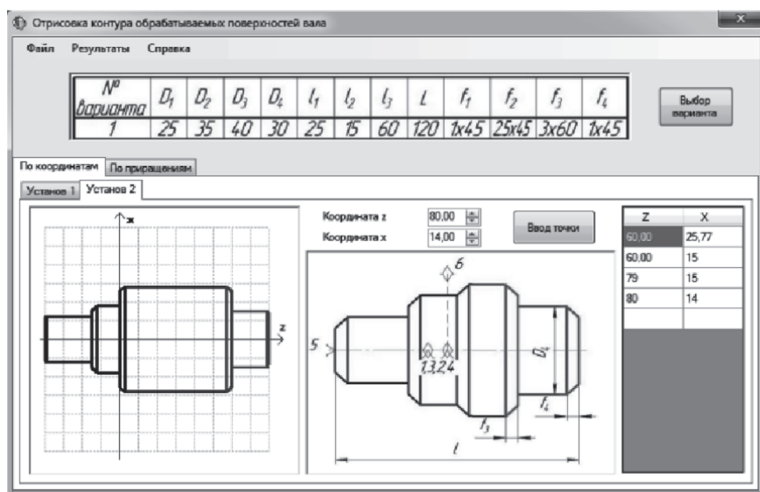 Отрисовка контура обрабатываемых поверхностей вала
X
Файл Результаты Справка
№ варианта D1 D2 D3 D4 l1 l2 l3 L f1 f2 f3 f4
1 25 35 40 30 25 15 60 120 1x45 25x45 3x60 1x45
Выбор варианта
По координатам По приращениям
Установ 1 Установ 2
Координата z 80,00
Координата x 14,00
Ввод точки
x
z
6
5
1,3,2,4
D4
f4
f3
l
Z X
60,00 25,77
60,00 15
79 15
80 14